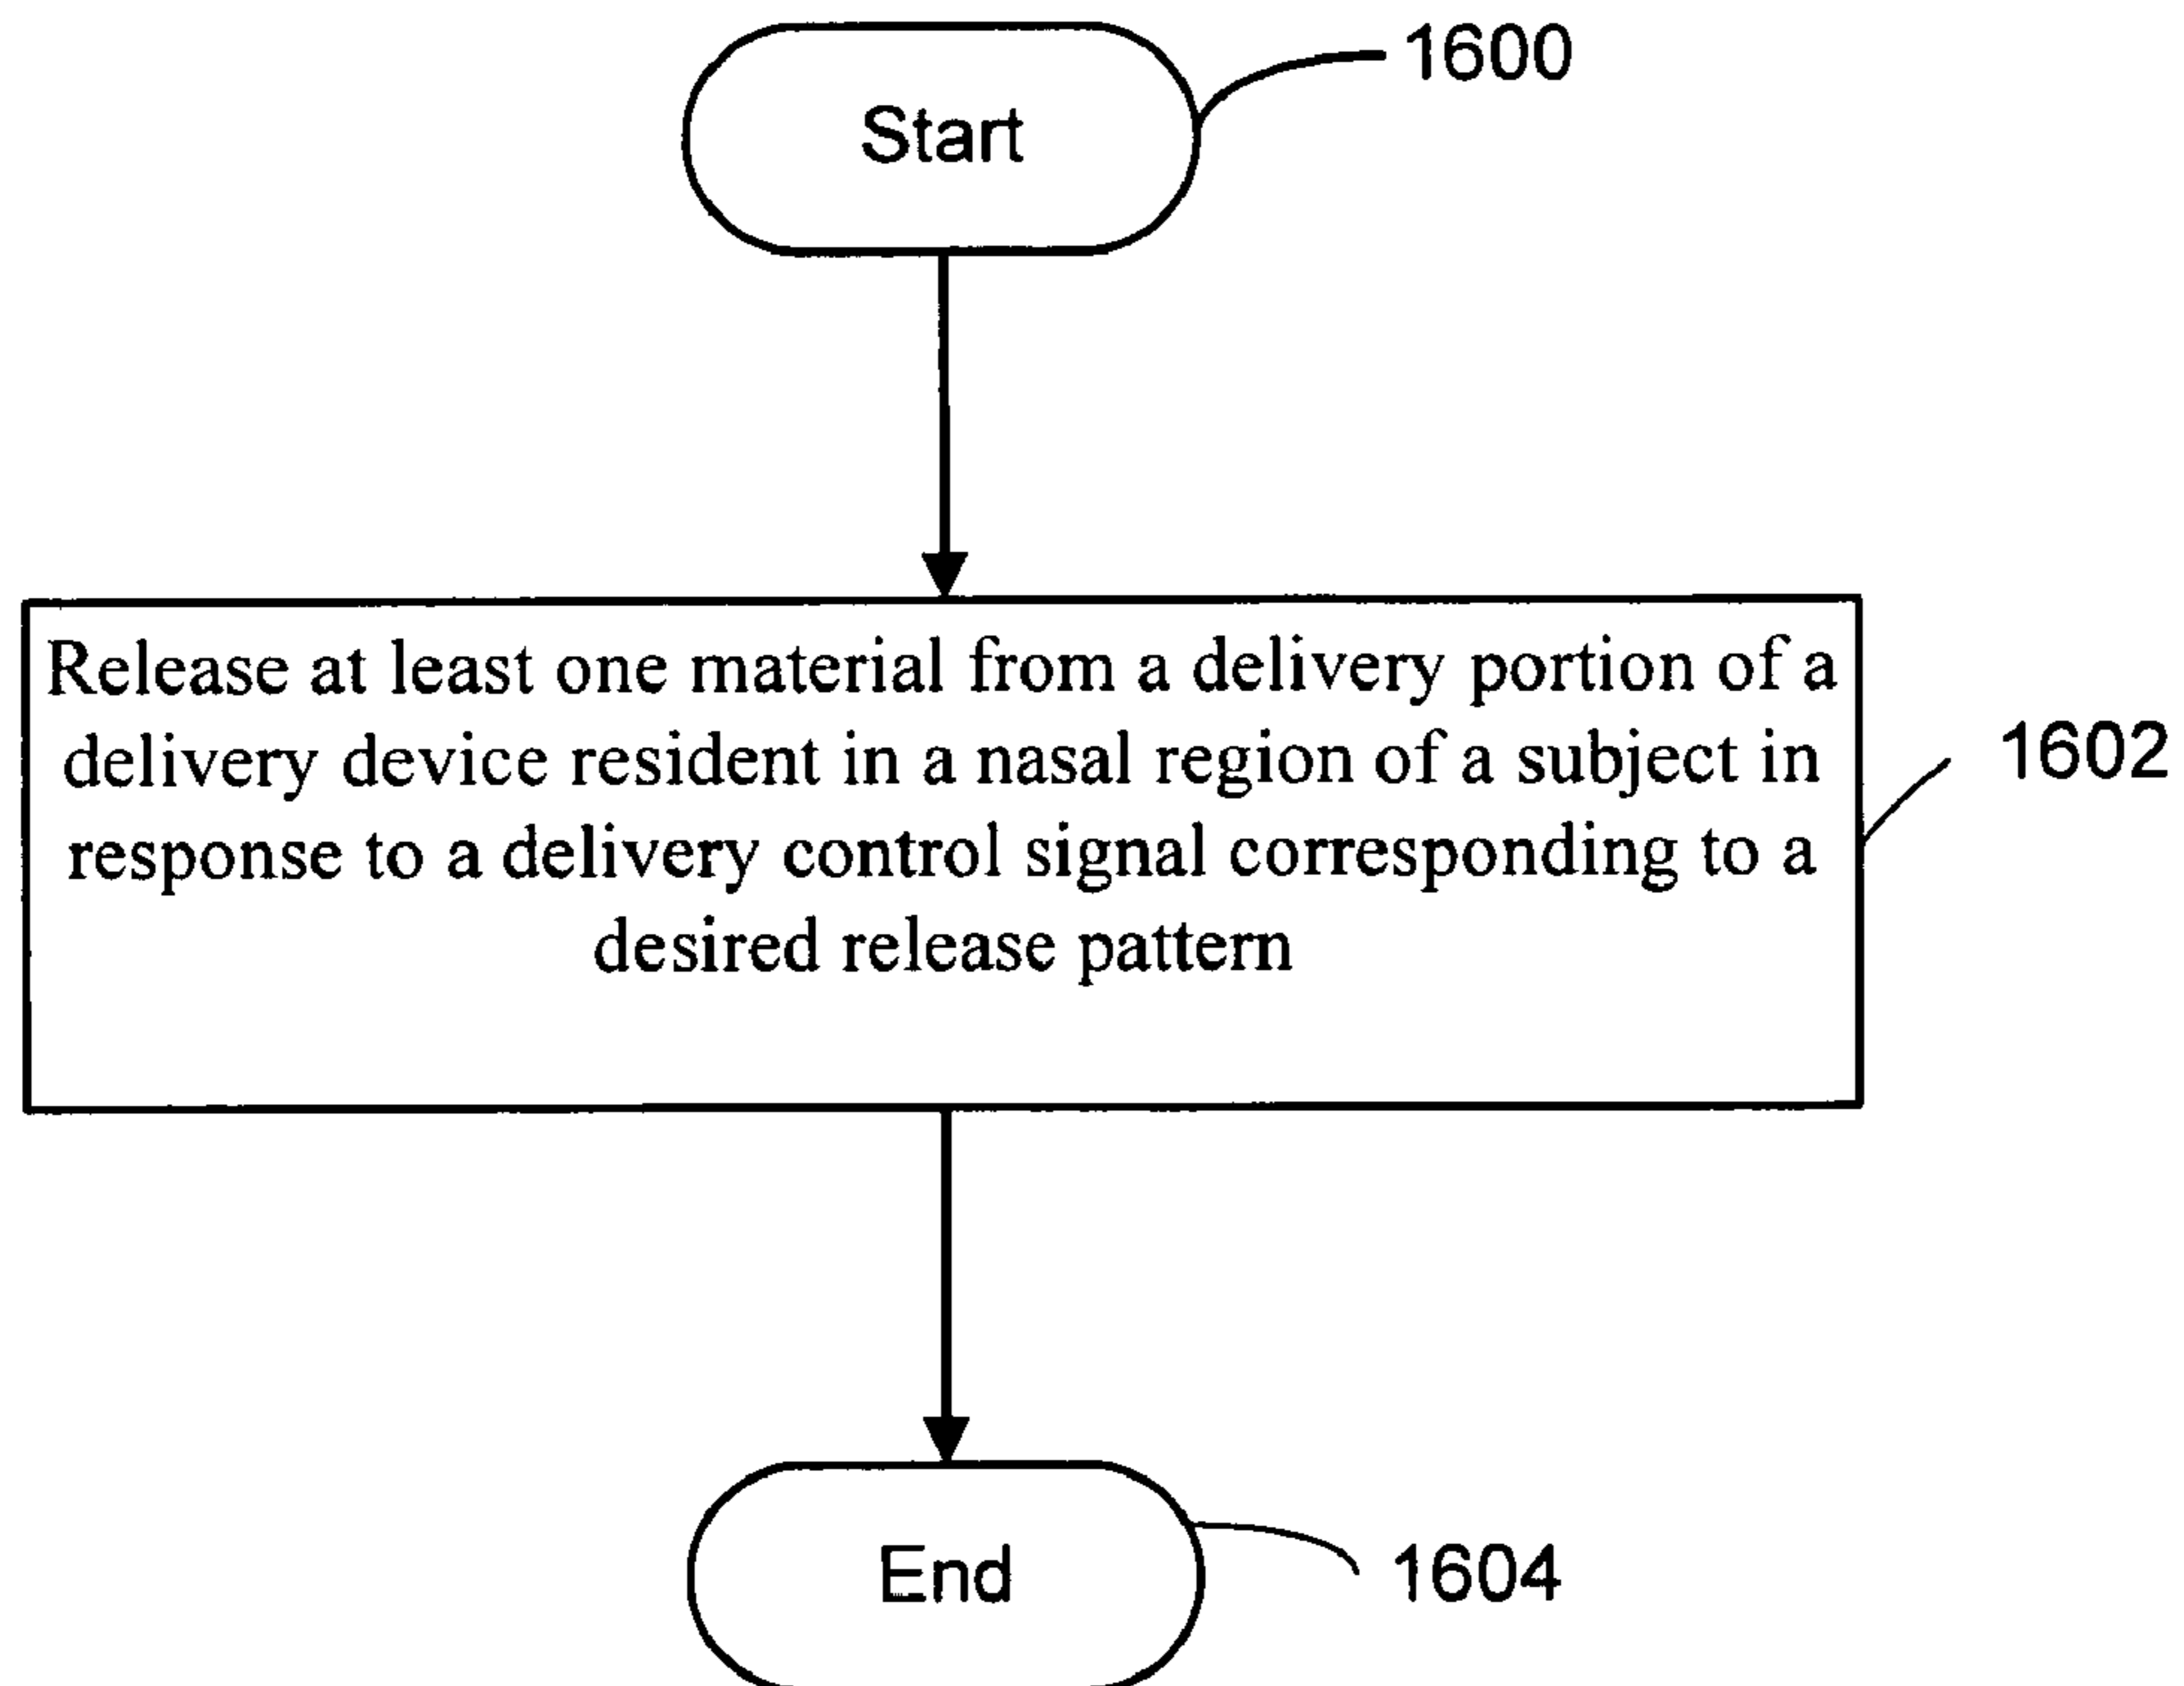 1600
Start
Release at least one material from a delivery portion of a
delivery device resident in a nasal region of a subject in
response to a delivery control signal corresponding to a
desired release pattern
1602
End
1604